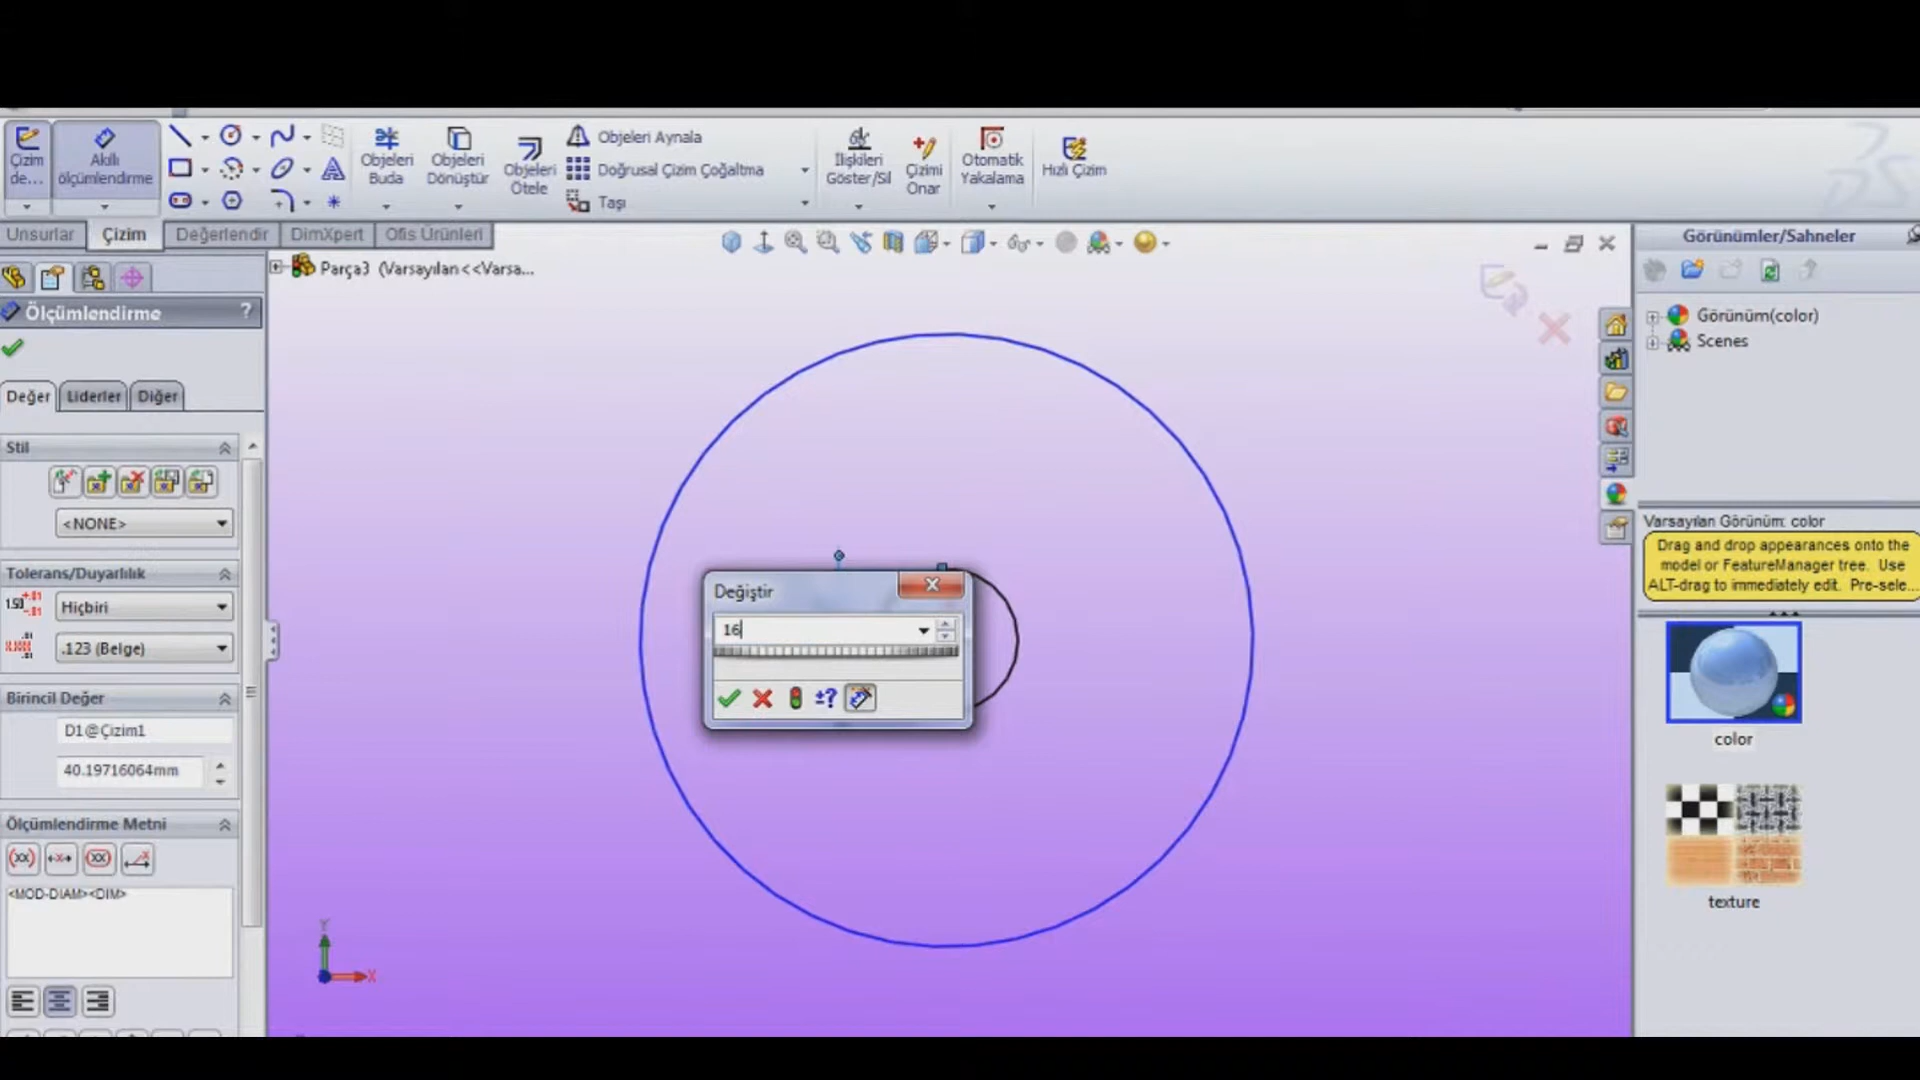 Çizim
de...
Akıllı
ölçümlendirme
Objeleri
Buda
Objeleri
Dönüştür
Objeleri
Ötele
Objeleri Aynala
Doğrusal Çizim Çoğaltma
Taşı
İlişkileri
Göster/Sil
Çizimi
Onar
Otomatik
Yakalama
Hızlı Çizim
Unsurlar
Çizim
Değerlendir
DimXpert
Ofis Ürünleri
Parça3 (Varsayılan<<Varsa...
Ölçümlendirme
?
Değer
Liderler
Diğer
Stil
<NONE>
Tolerans/Duyarlılık
Hiçbiri
.123 (Belge)
Birincil Değer
D1@Çizim1
40.19716064mm
Ölçümlendirme Metni
(xx)
(xx)
<MOD-DIAM><DIM>
Değiştir
16
±?
Y
X
Görünümler/Sahneler
Görünüm(color)
Scenes
Varsayılan Görünüm: color
Drag and drop appearances onto the
model or FeatureManager tree. Use
ALT-drag to immediately edit. Pre-sele...
color
texture